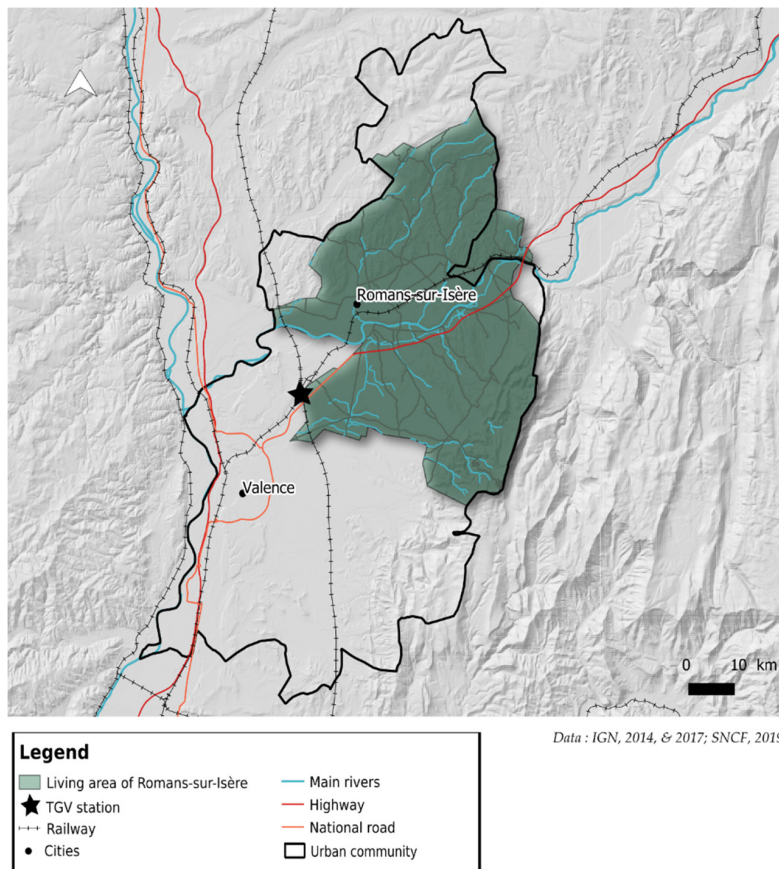 Romans-sur-Isère
Valence
0 10 km
Data : IGN, 2014, & 2017; SNCF, 2019
Legend
Living area of Romans-sur-Isère
TGV station
Railway
Cities
Main rivers
Highway
National road
Urban community